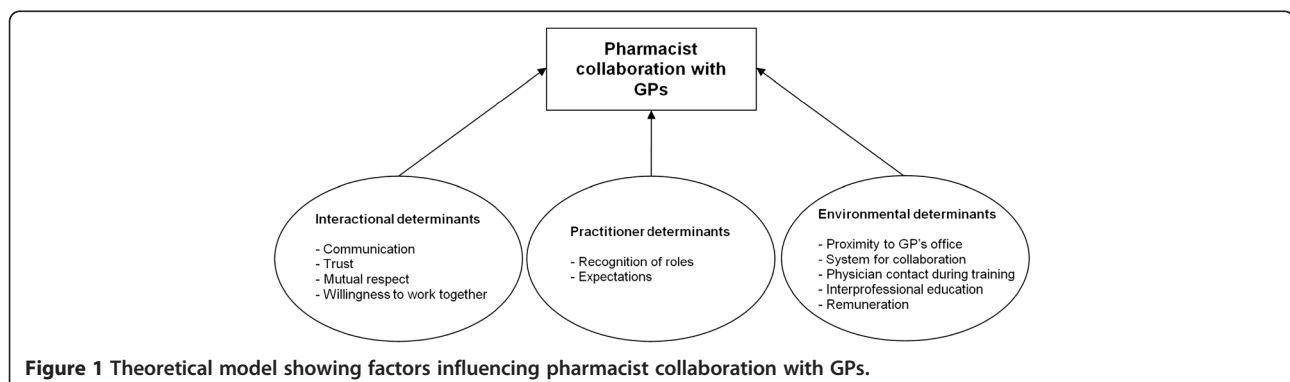 Pharmacist
collaboration with
GPs
Interactional determinants
- Communication
- Trust
- Mutual respect
- Willingness to work together
Practitioner determinants
- Recognition of roles
- Expectations
Environmental determinants
- Proximity to GP's office
- System for collaboration
- Physician contact during training
- Interprofessional education
- Remuneration
Figure 1 Theoretical model showing factors influencing pharmacist collaboration with GPs.